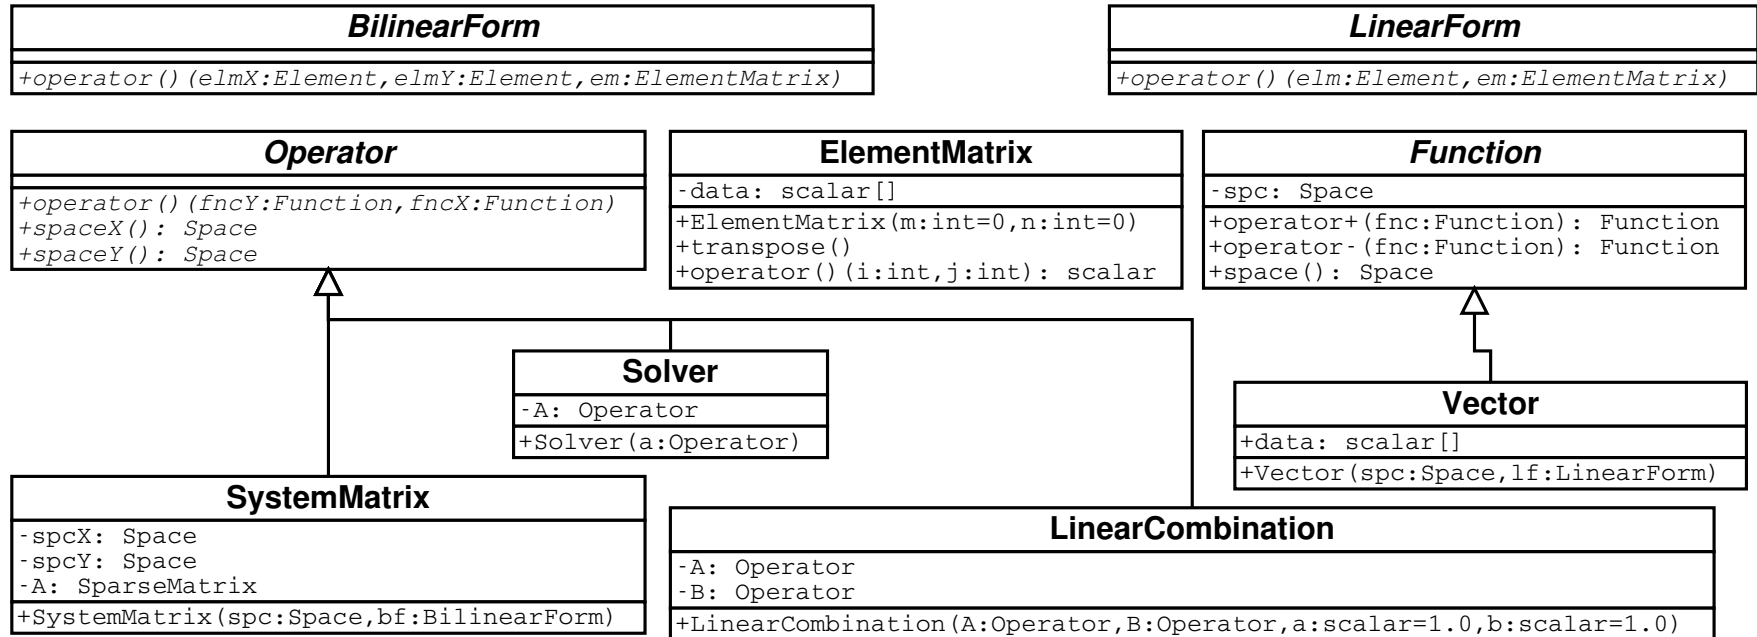 BilinearForm
+operator()(elmX:Element,elmY:Element,em:ElementMatrix)
LinearForm
+operator()(elm:Element,em:ElementMatrix)
Operator
+operator()(fncY:Function,fncX:Function)
+spaceX(): Space
+spaceY(): Space
ElementMatrix
-data: scalar[]
+ElementMatrix(m:int=0,n:int=0)
+transpose()
+operator()(i:int,j:int): scalar
Function
-spc: Space
+operator+(fnc:Function): Function
+operator-(fnc:Function): Function
+space(): Space
Solver
-A: Operator
+Solver(a:Operator)
Vector
+data: scalar[]
+Vector(spc:Space,lf:LinearForm)
SystemMatrix
-spcX: Space
-spcY: Space
-A: SparseMatrix
+SystemMatrix(spc:Space,bf:BilinearForm)
LinearCombination
-A: Operator
-B: Operator
+LinearCombination(A:Operator,B:Operator,a:scalar=1.0,b:scalar=1.0)